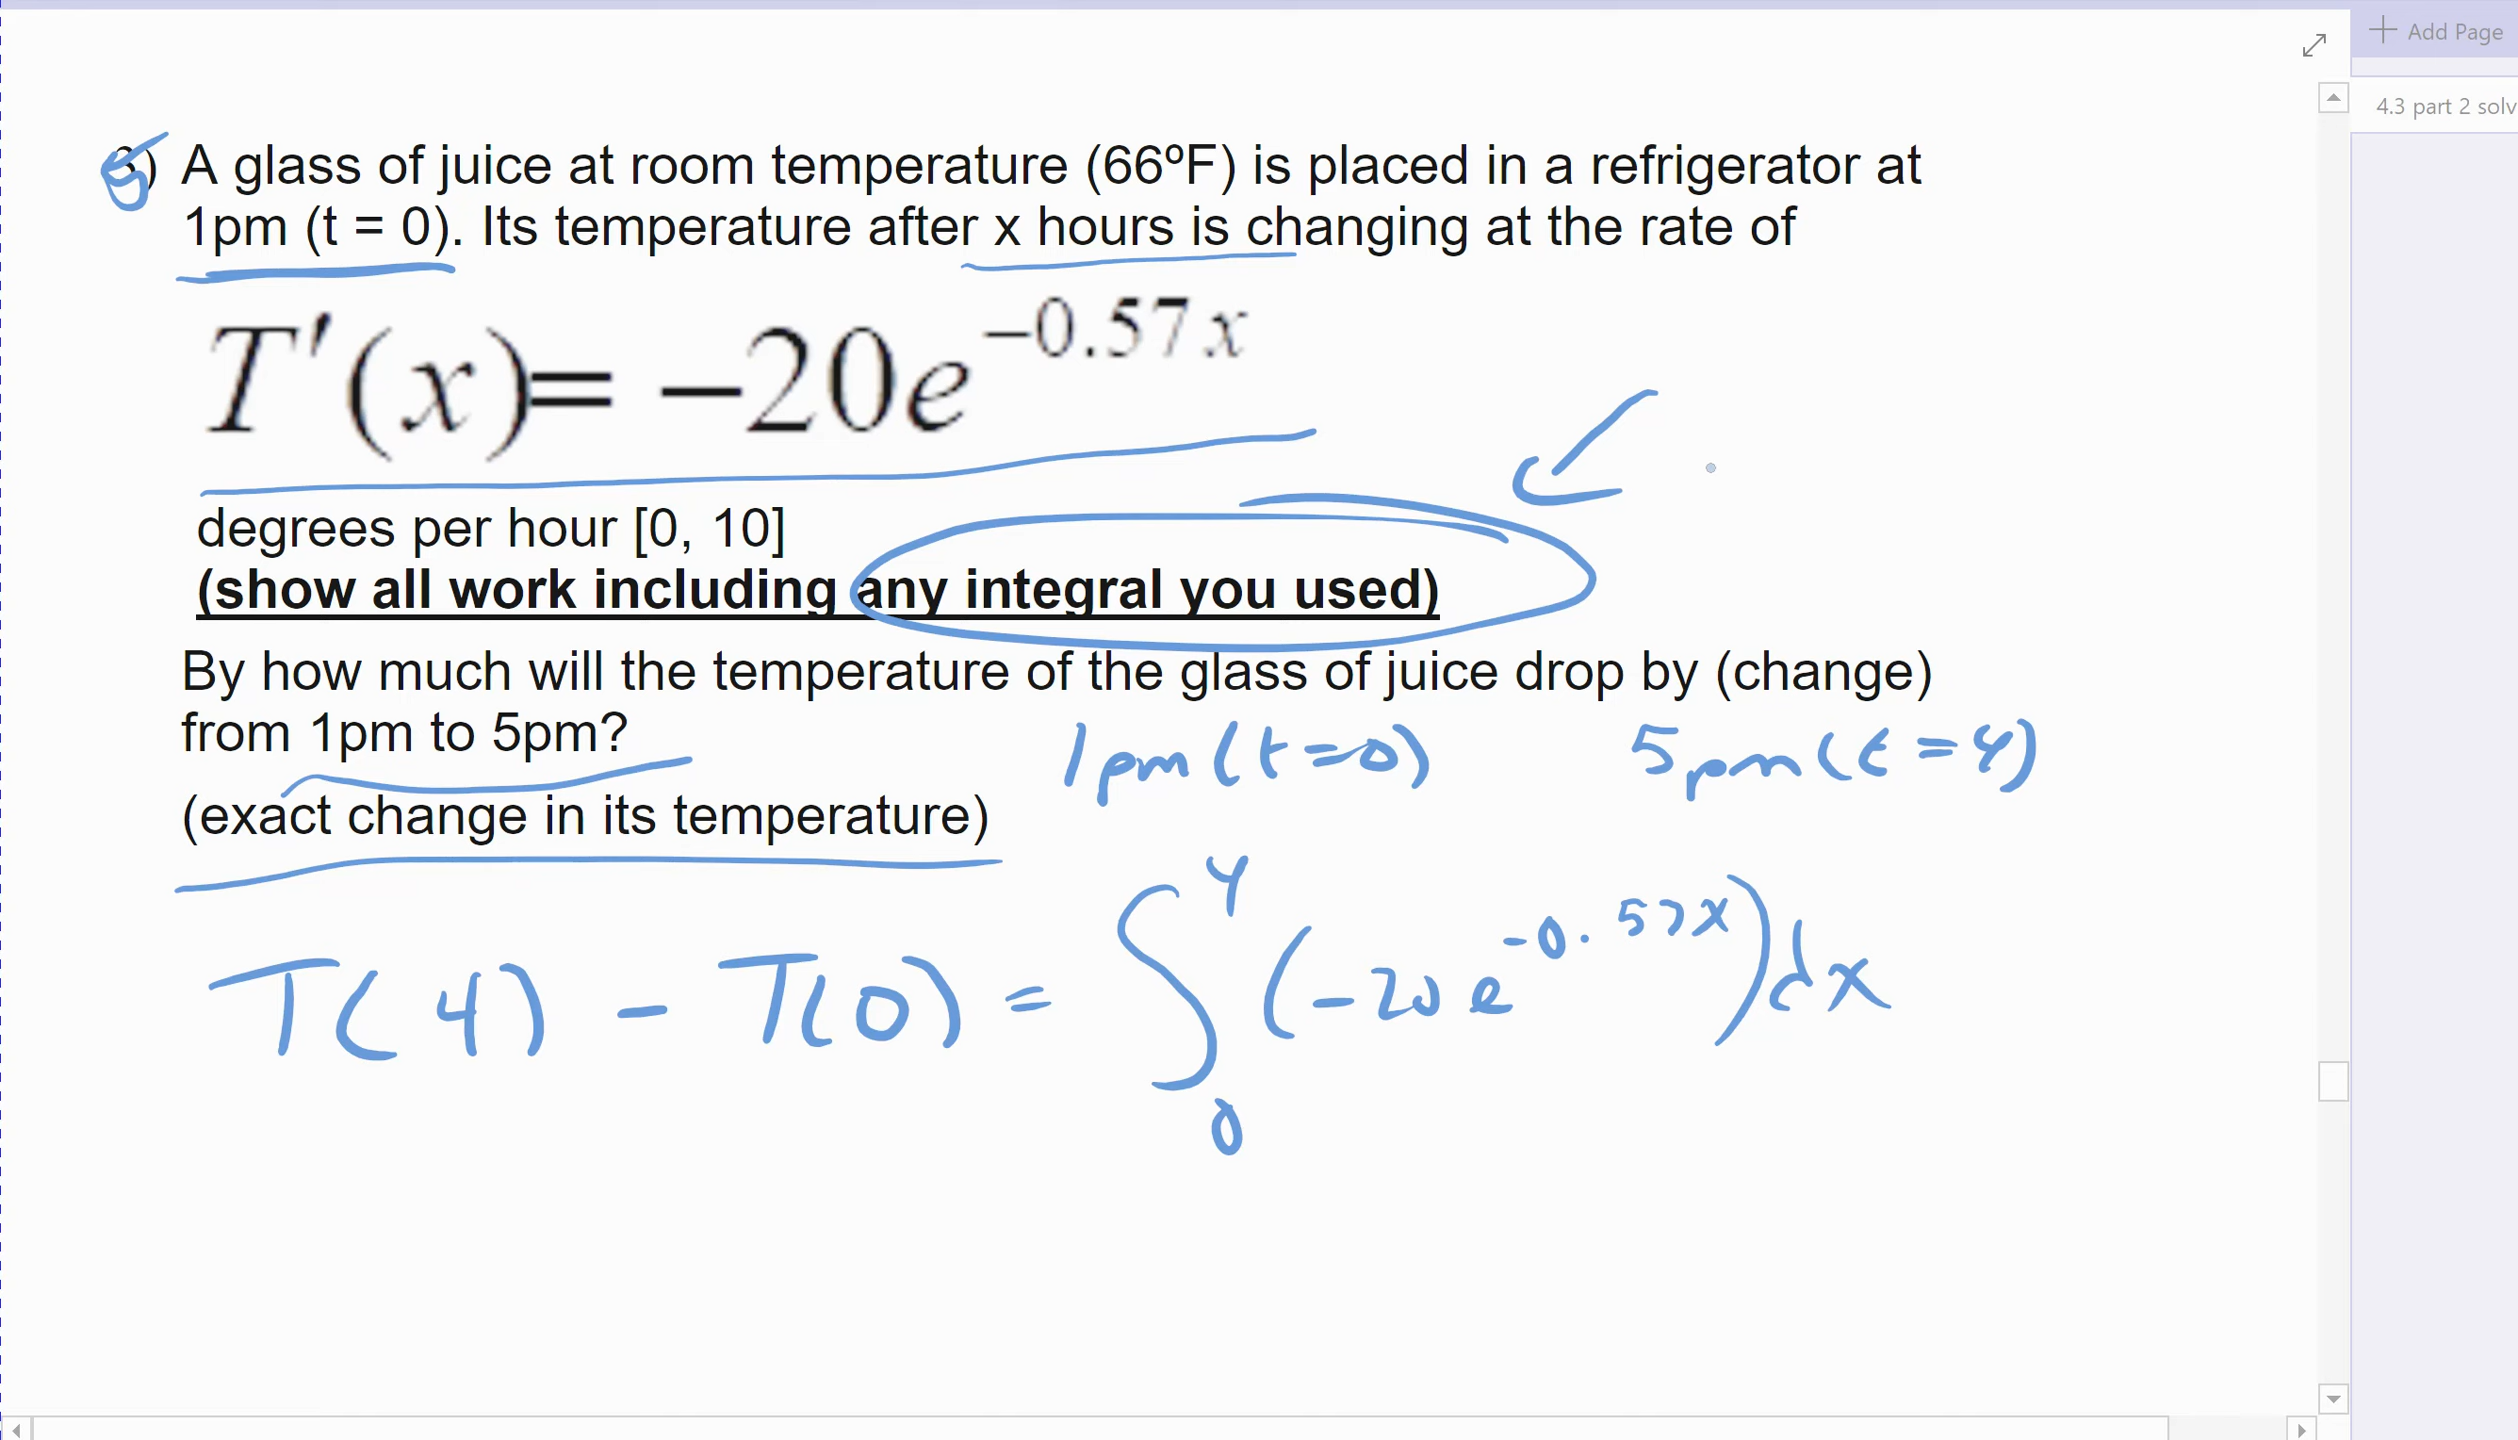 Add Page
4.3 part 2 solv
5) A glass of juice at room temperature (66ºF) is placed in a refrigerator at
1pm (t = 0). Its temperature after x hours is changing at the rate of
T'(x) = −20e^{−0.57x}
degrees per hour [0, 10]
(show all work including any integral you used)
By how much will the temperature of the glass of juice drop by (change)
from 1pm to 5pm?
1pm (t=0) 5pm (t=4)
(exact change in its temperature)
T(4) - T(0) = ∫_0^4 (-20e^{-0.57x}) dx